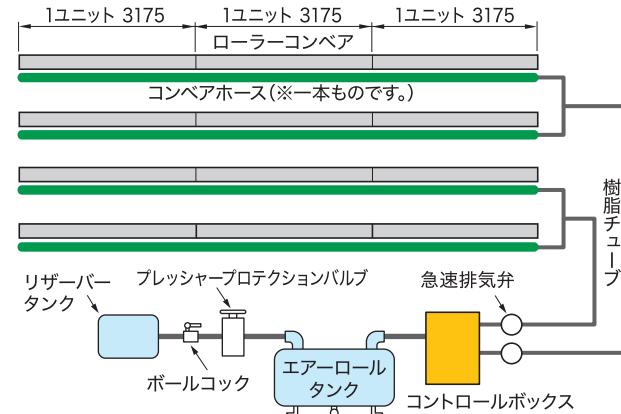 1ユニット 3175
1ユニット 3175
1ユニット 3175
ローラーコンベア
コンベアホース(※一本ものです。)
樹脂チューブ
リザーバー
タンク
プレッシャープロテクションバルブ
急速排気弁
ボールコック
エアーロール
タンク
コントロールボックス